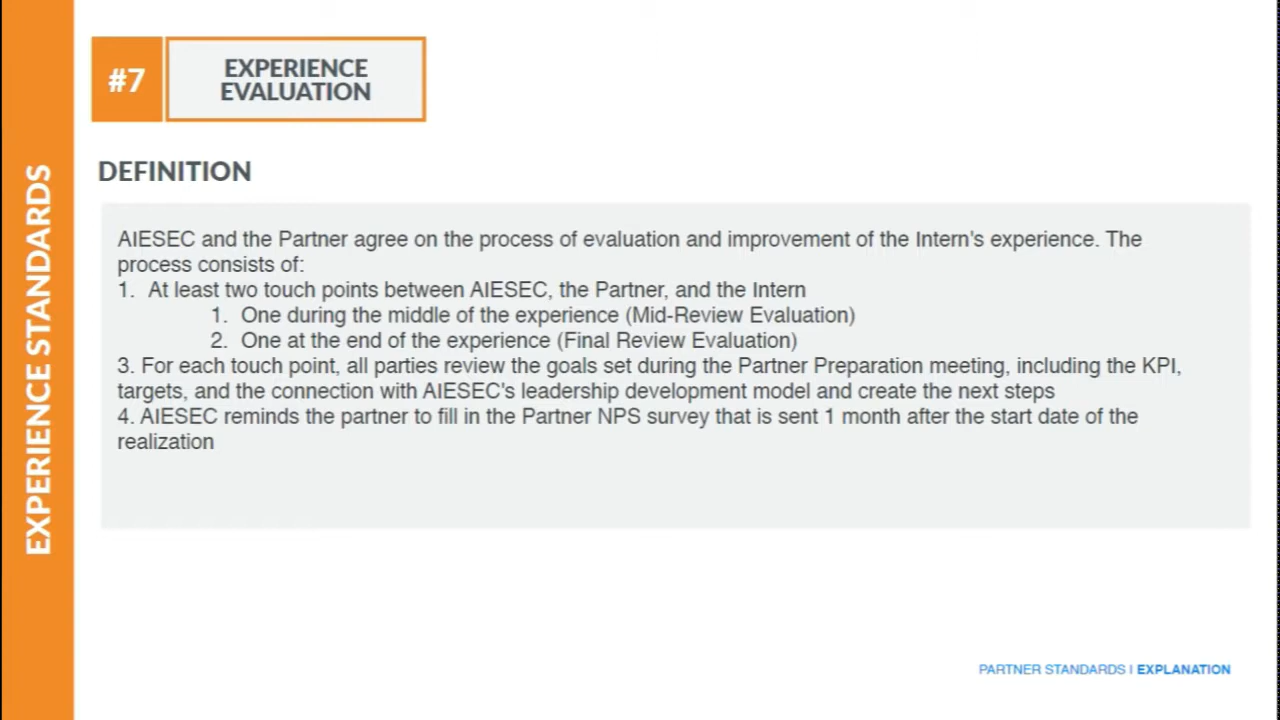 EXPERIENCE STANDARDS
#7
EXPERIENCE
EVALUATION
DEFINITION
AIESEC and the Partner agree on the process of evaluation and improvement of the Intern's experience. The
process consists of:
1. At least two touch points between AIESEC, the Partner, and the Intern
1. One during the middle of the experience (Mid-Review Evaluation)
2. One at the end of the experience (Final Review Evaluation)
3. For each touch point, all parties review the goals set during the Partner Preparation meeting, including the KPI,
targets, and the connection with AIESEC's leadership development model and create the next steps
4. AIESEC reminds the partner to fill in the Partner NPS survey that is sent 1 month after the start date of the
realization
PARTNER STANDARDS I EXPLANATION